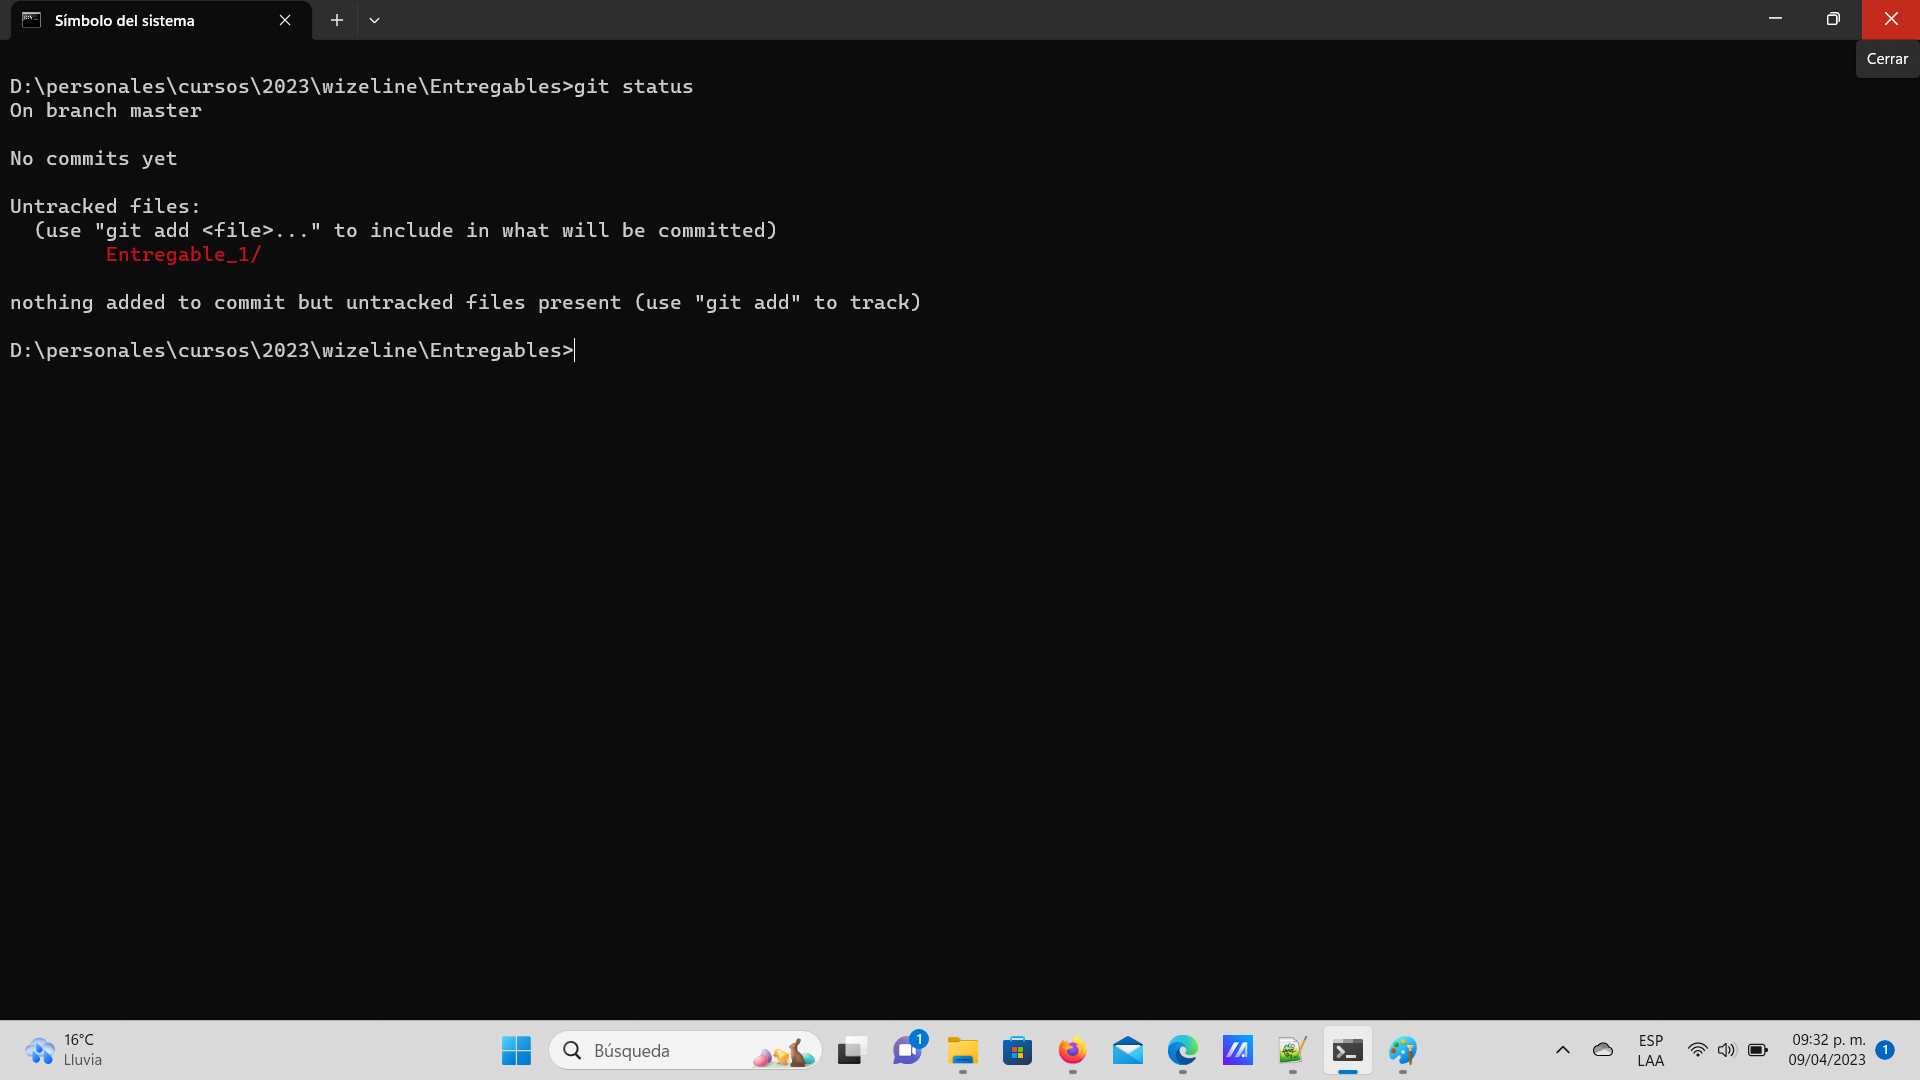 Símbolo del sistema
Cerrar
D:\personales\cursos\2023\wizeline\Entregables>git status
On branch master
No commits yet
Untracked files:
  (use "git add <file>..." to include in what will be committed)
        Entregable_1/
nothing added to commit but untracked files present (use "git add" to track)
D:\personales\cursos\2023\wizeline\Entregables>
16°C
Lluvia
Búsqueda
1
ESP
LAA
09:32 p. m.
09/04/2023
1